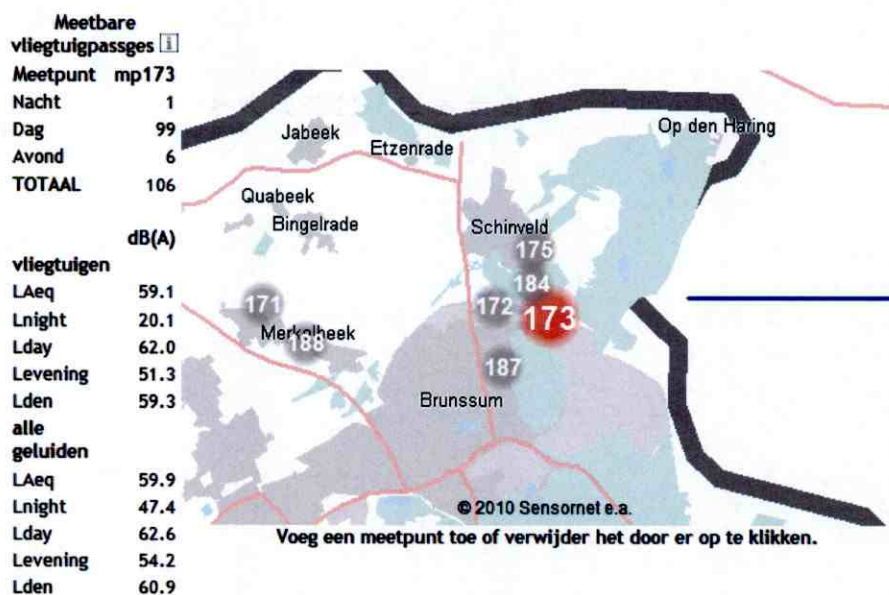 Meetbare
vliegtuigpassges i
Meetpunt mp173
Nacht 1
Dag 99
Avond 6
TOTAAL 106
dB(A)
vliegtuigen
LAeq 59.1
Lnight 20.1
Lday 62.0
Levening 51.3
Lden 59.3
alle
geluiden
LAeq 59.9
Lnight 47.4
Lday 62.6
Levening 54.2
Lden 60.9
Op den Haring
Jabeek
Etzenrade
Quabeek
Bingelrade
Schinveld
175
184
171
172
173
Merkelbeek
188
187
Brunssum
© 2010 Sensornet e.a.
Voeg een meetpunt toe of verwijder het door er op te klikken.